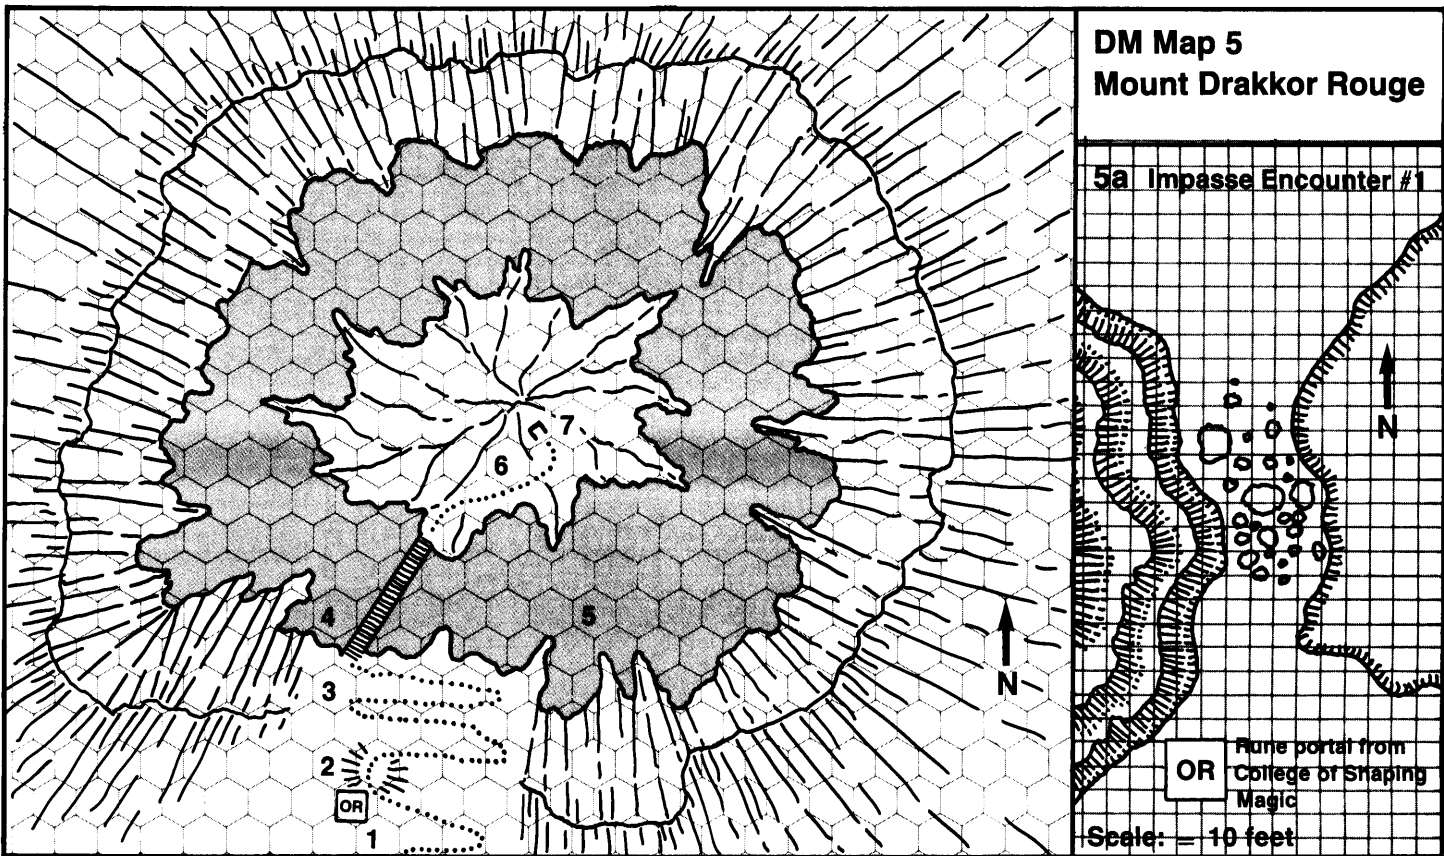 DM Map 5
Mount Drakkor Rouge
5a Impasse Encounter #1
N
7
6
4
5
N
3
2
OR
1
OR
Rune portal from
College of Shaping
Magic
Scale: = 10 feet